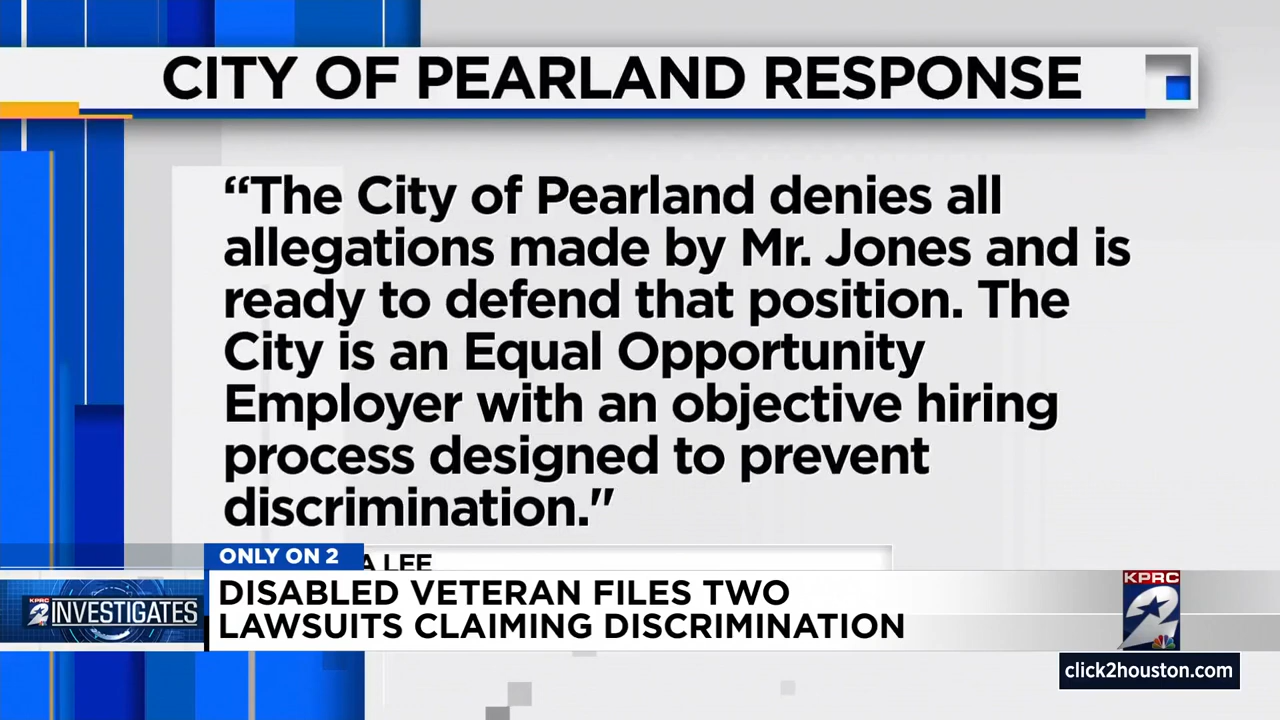 CITY OF PEARLAND RESPONSE
“The City of Pearland denies all
allegations made by Mr. Jones and is
ready to defend that position. The
City is an Equal Opportunity
Employer with an objective hiring
process designed to prevent
discrimination."
A LEE
ONLY ON 2
DISABLED VETERAN FILES TWO
LAWSUITS CLAIMING DISCRIMINATION
KPRC
2 INVESTIGATES
KPRC
2
click2houston.com